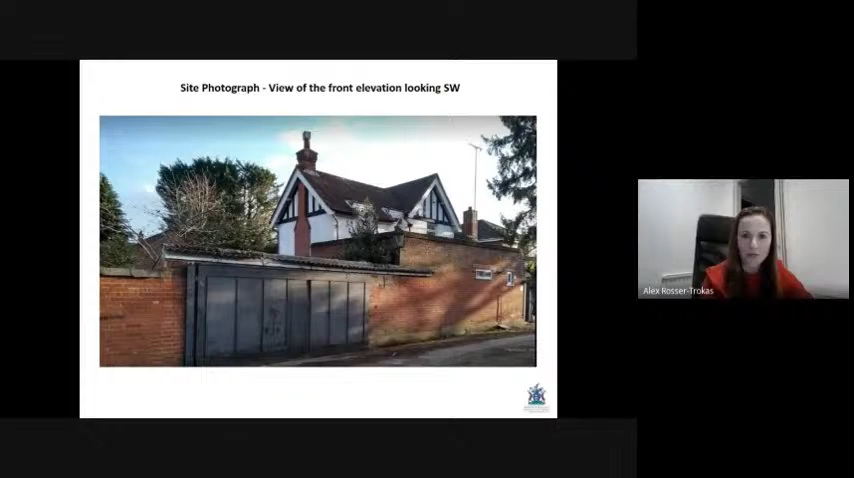 Site Photograph - View of the front elevation looking SW
Alex Rosser-Trokas